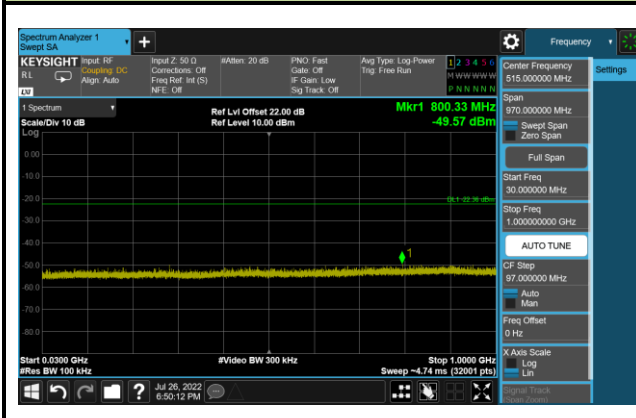 Spectrum Analyzer 1
Swept SA
Frequency
KEYSIGHT
RL
Input: RF
Coupling: DC
Align: Auto
Input Z: 50 Ω
Corrections: Off
Freq Ref: Int (S)
NFE: Off
#Atten: 20 dB
PNO: Fast
Gate: Off
IF Gain: Low
Sig Track: Off
Avg Type: Log-Power
Trig: Free Run
1 2 3 4 5 6
M W W W W W
P N N N N N
1 Spectrum
Scale/Div 10 dB
Log
Ref Lvl Offset 22.00 dB
Ref Level 10.00 dBm
Mkr1 800.33 MHz
-49.57 dBm
0.00
-10.0
-20.0
-30.0
-40.0
-50.0
-60.0
-70.0
-80.0
DL1 -22.36 dBm
1
Start 0.0300 GHz
#Res BW 100 kHz
#Video BW 300 kHz
Stop 1.0000 GHz
Sweep ~4.74 ms (32001 pts)
Jul 26, 2022
6:50:12 PM
Center Frequency
515.000000 MHz
Span
970.000000 MHz
Swept Span
Zero Span
Full Span
Start Freq
30.000000 MHz
Stop Freq
1.000000000 GHz
AUTO TUNE
CF Step
97.000000 MHz
Auto
Man
Freq Offset
0 Hz
X Axis Scale
Log
Lin
Signal Track
(Span Zoom)
Settings